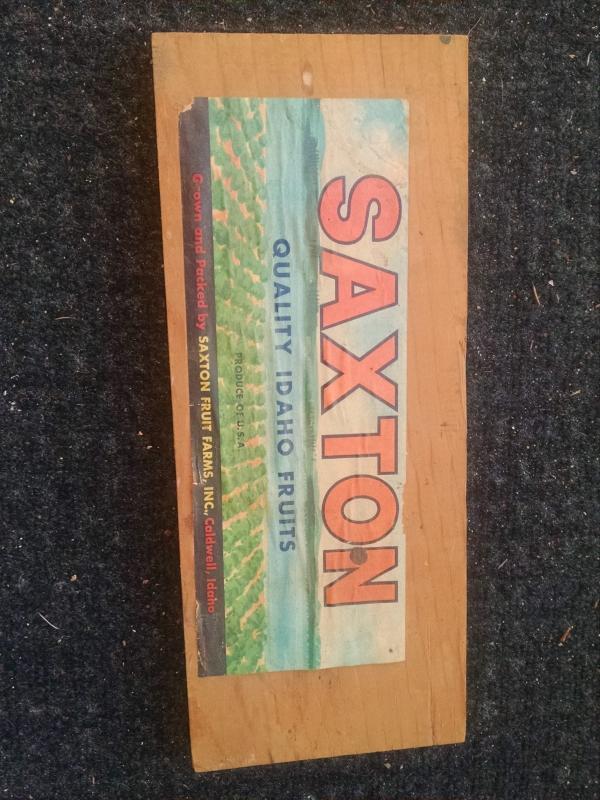 SAXTON
QUALITY IDAHO FRUITS
PRODUCE OF U.S.A.
Grown and Packed by SAXTON FRUIT FARMS, INC., Caldwell, Idaho